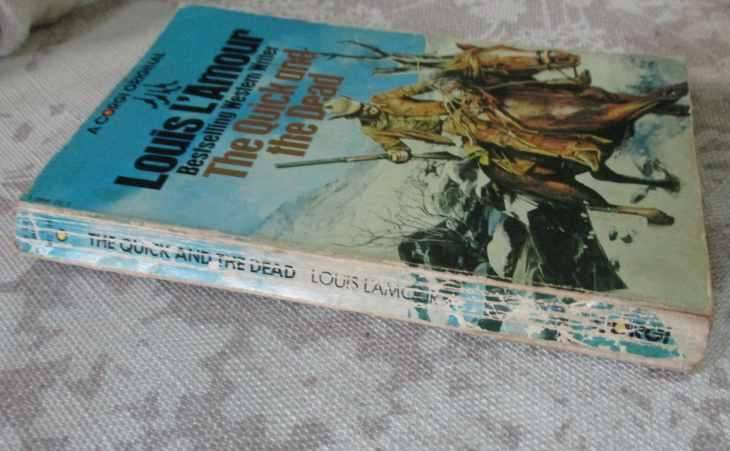 A CORGI ORIGINAL
Louis L'Amour
Bestselling Western Writer
The Quick and
the Dead
THE QUICK AND THE DEAD LOUIS LAMOUR
CORGI